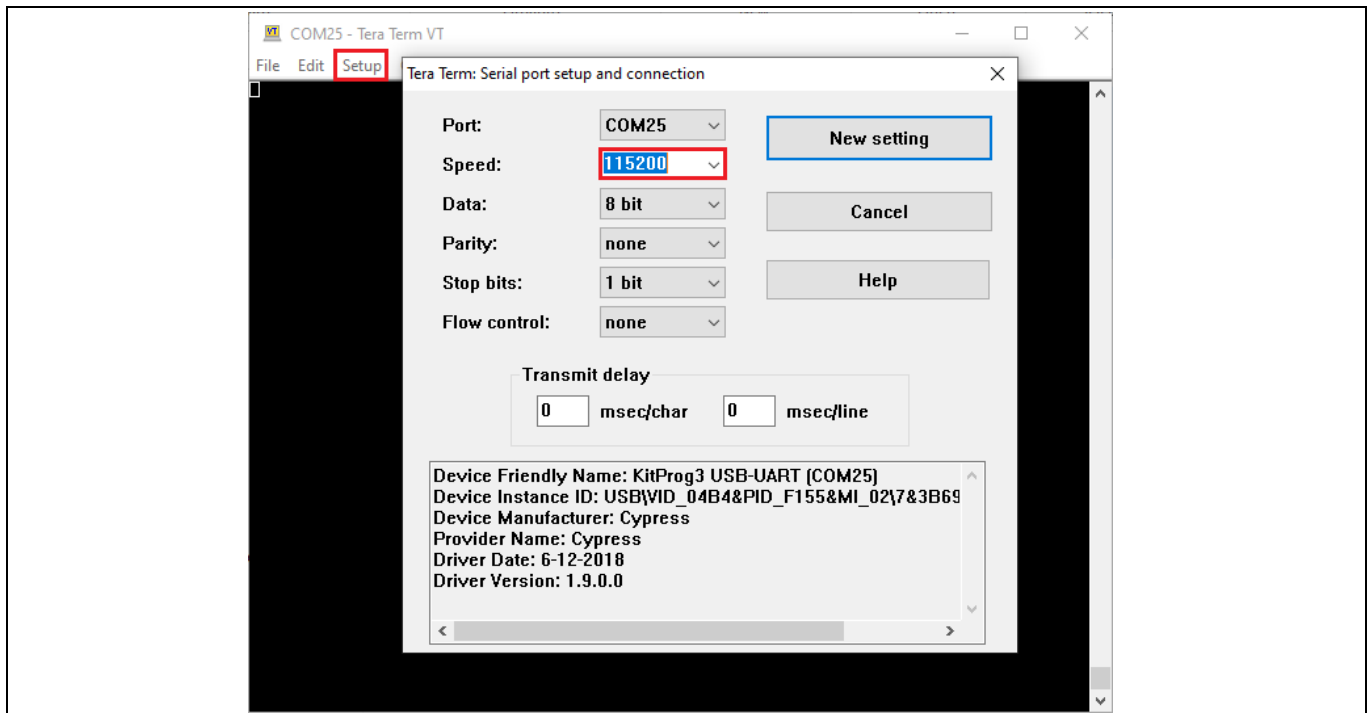 COM25 - Tera Term VT
File Edit Setup
Tera Term: Serial port setup and connection
Port: COM25
New setting
Speed: 115200
Data: 8 bit
Cancel
Parity: none
Stop bits: 1 bit
Help
Flow control: none
Transmit delay
0 msec/char 0 msec/line
Device Friendly Name: KitProg3 USB-UART (COM25)
Device Instance ID: USB\VID_04B4&PID_F155&MI_02\7&3B69
Device Manufacturer: Cypress
Provider Name: Cypress
Driver Date: 6-12-2018
Driver Version: 1.9.0.0